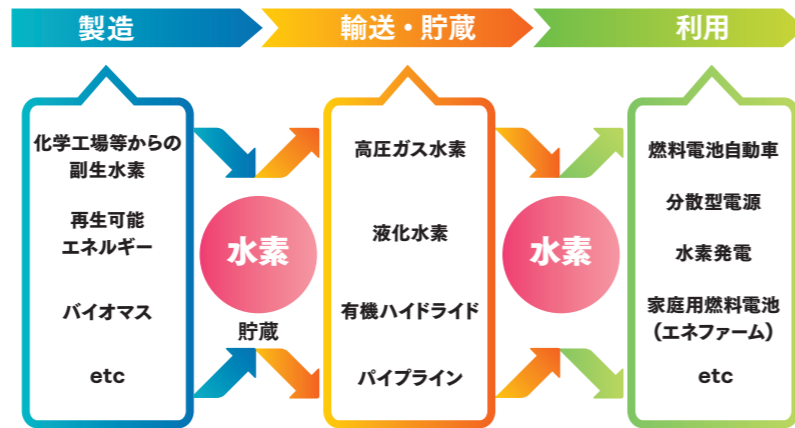 製造
輸送・貯蔵
利用
化学工場等からの
副生水素
再生可能
エネルギー
バイオマス
etc
水素
貯蔵
高圧ガス水素
液化水素
有機ハイドライド
パイプライン
水素
燃料電池自動車
分散型電源
水素発電
家庭用燃料電池
（エネファーム）
etc